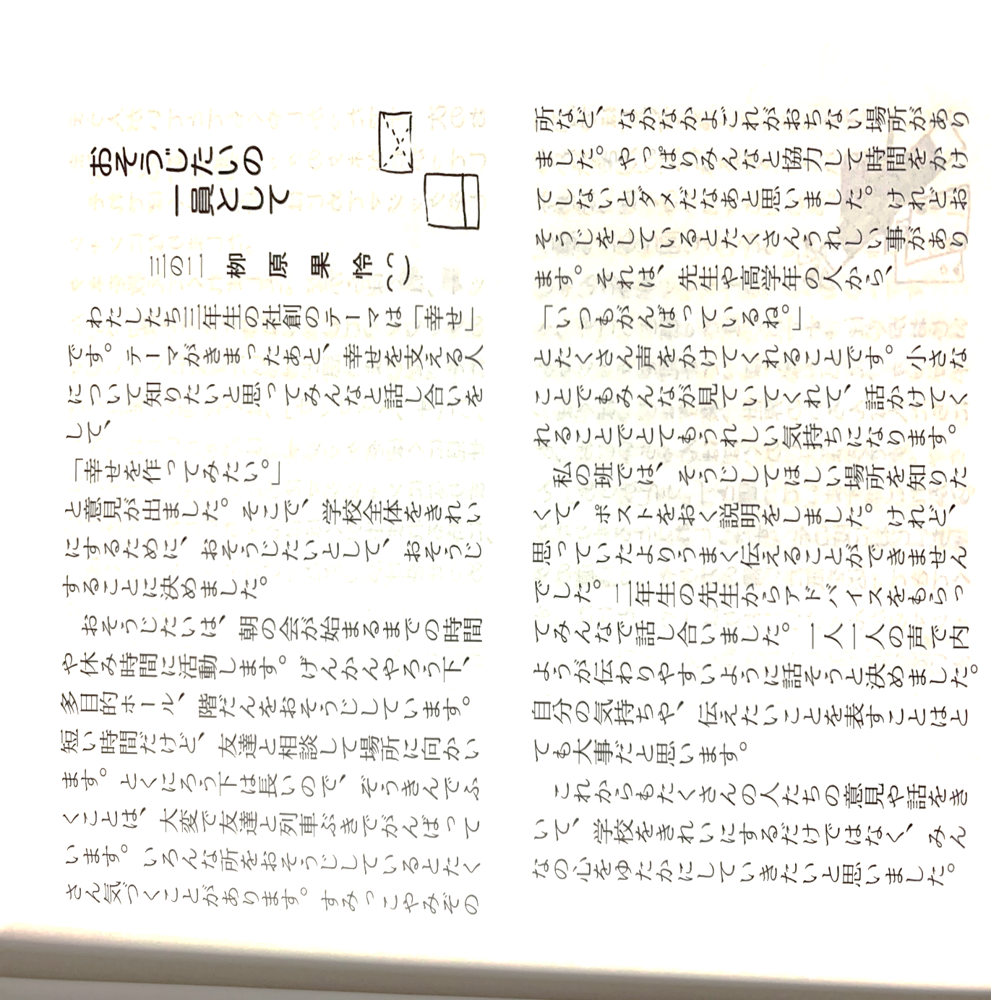 おそうじたいの
一員として
三の二　栁原　果怜
わたしたち三年生の社創のテーマは「幸せ」
です。テーマがきまったあと、幸せを支える人
について知りたいと思ってみんなと話し合いを
して、
「幸せを作ってみたい。」
と意見が出ました。そこで、学校全体をきれい
にするために、おそうじたいとして、おそうじ
することに決めました。
おそうじたいは、朝の会が始まるまでの時間
や休み時間に活動します。げんかんやろう下、
多目的ホール、階だんをおそうじしています。
短い時間だけど、友達と相談して場所に向かい
ます。とくにろう下は長いので、ぞうきんでふ
くことは、大変で友達と列車ぶきでがんばって
います。いろんな所をおそうじしているとたく
さん気づくことがあります。すみっこやみぞの
所など、なかなかよごれがおちない場所があり
ました。やっぱりみんなと協力して時間をかけ
てしないとダメだなあと思いました。けれどお
そうじをしているとたくさんうれしい事があり
ます。それは、先生や高学年の人から、
「いつもがんばっているね。」
とたくさん声をかけてくれることです。小さな
ことでもみんなが見ていてくれて、話かけてく
れることでとてもうれしい気持ちになります。
私の班では、そうじしてほしい場所を知りた
くて、ポストをおく説明をしました。けれど、
思っていたよりうまく伝えることができません
でした。二年生の先生からアドバイスをもらっ
てみんなで話し合いました。一人一人の声で内
ようが伝わりやすいように話そうと決めました。
自分の気持ちや、伝えたいことを表すことはと
ても大事だと思います。
これからもたくさんの人たちの意見や話をき
いて、学校をきれいにするだけではなく、みん
なの心をゆたかにしていきたいと思いました。